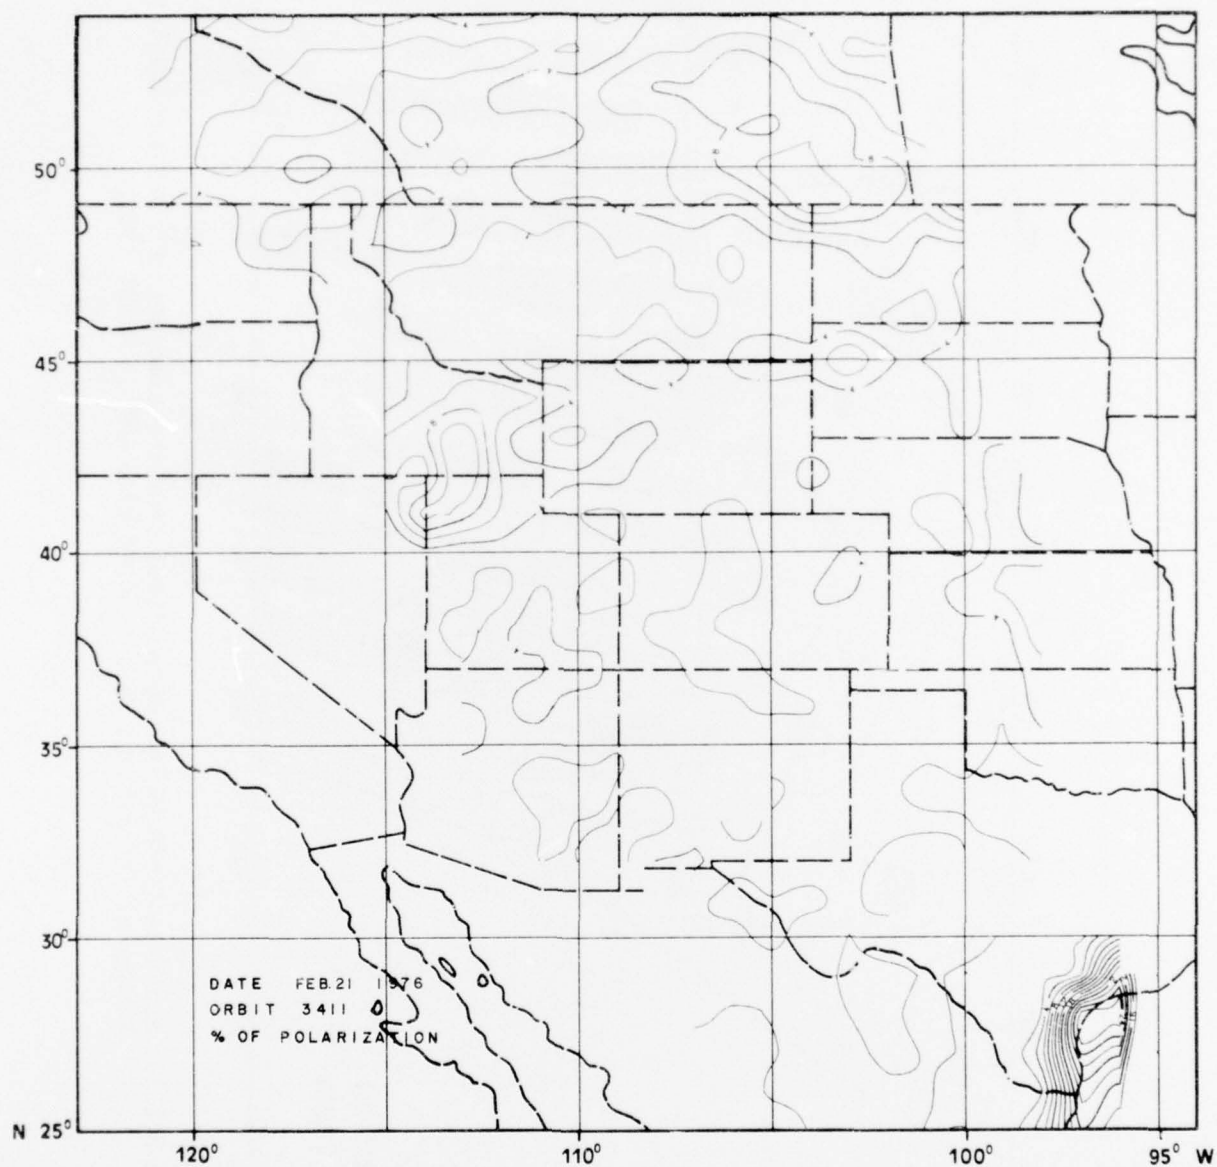 50°
45°
40°
35°
30°
DATE FEB.21 1976
ORBIT 3411
% OF POLARIZATION
N 25°
120° 110° 100° 95° W